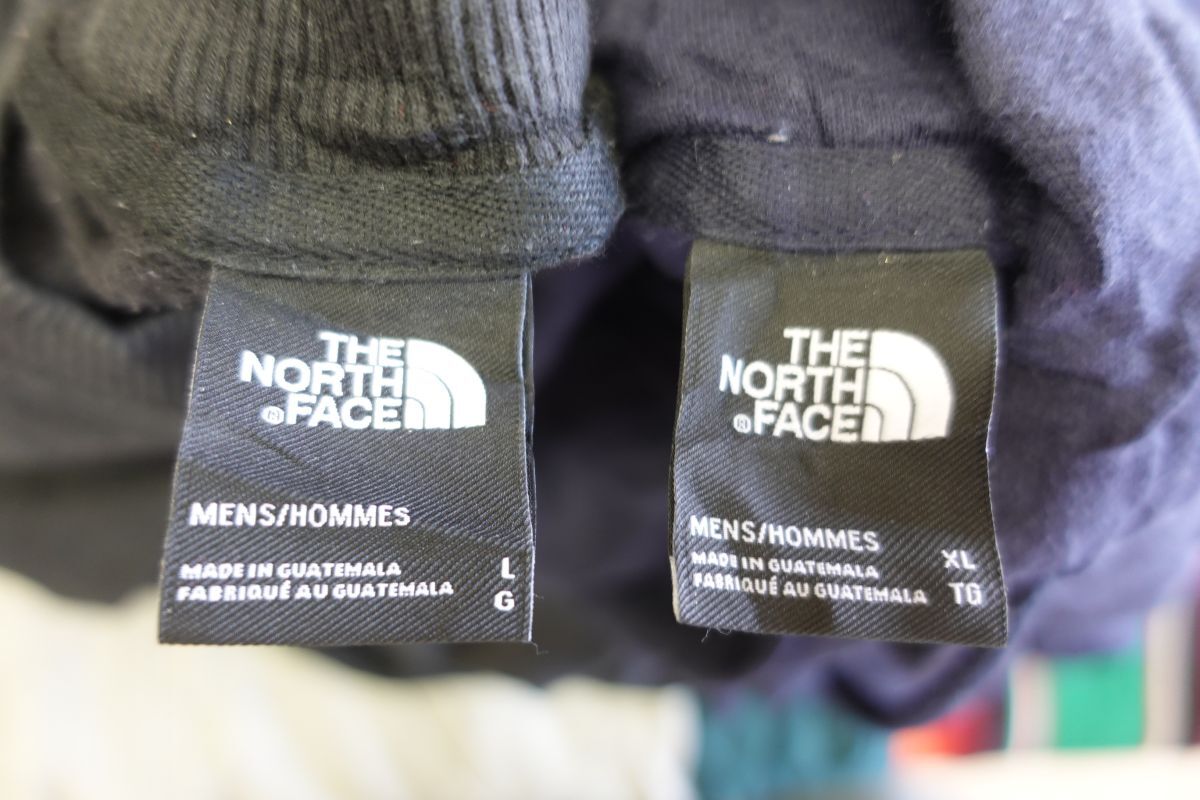 THE
NORTH
®FACE
MENS/HOMMES
MADE IN GUATEMALA L
FABRIQUÉ AU GUATEMALA G
THE
NORTH
®FACE
MENS/HOMMES
MADE IN GUATEMALA XL
FABRIQUÉ AU GUATEMALA TG